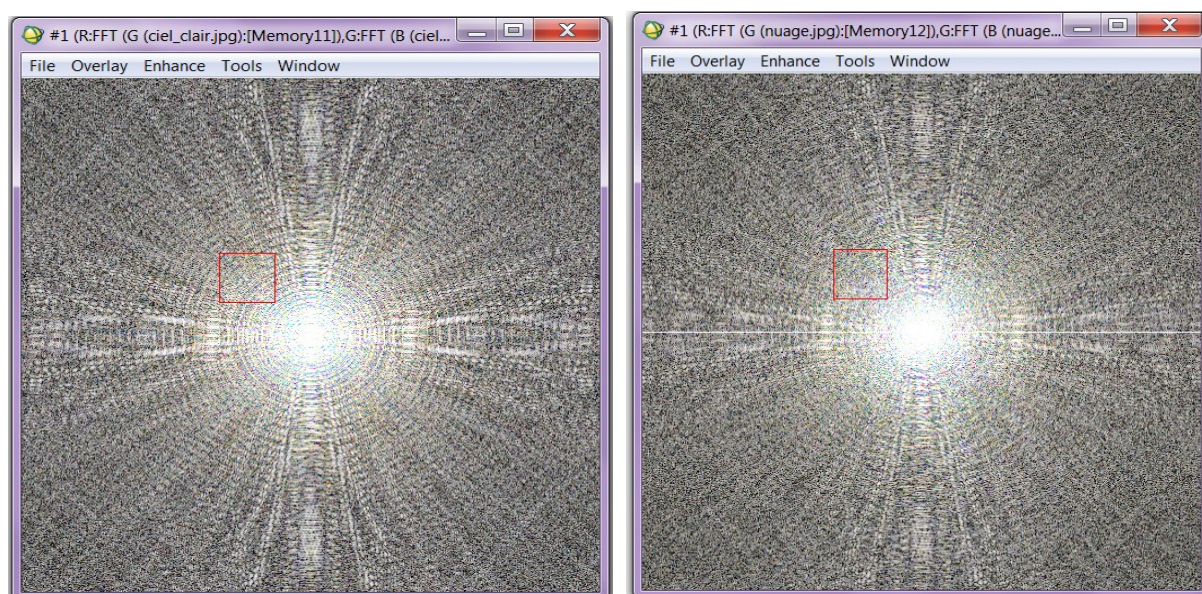 #1 (R:FFT (G (ciel_clair.jpg):[Memory11]),G:FFT (B (ciel...
File Overlay Enhance Tools Window
#1 (R:FFT (G (nuage.jpg):[Memory12]),G:FFT (B (nuage...
File Overlay Enhance Tools Window